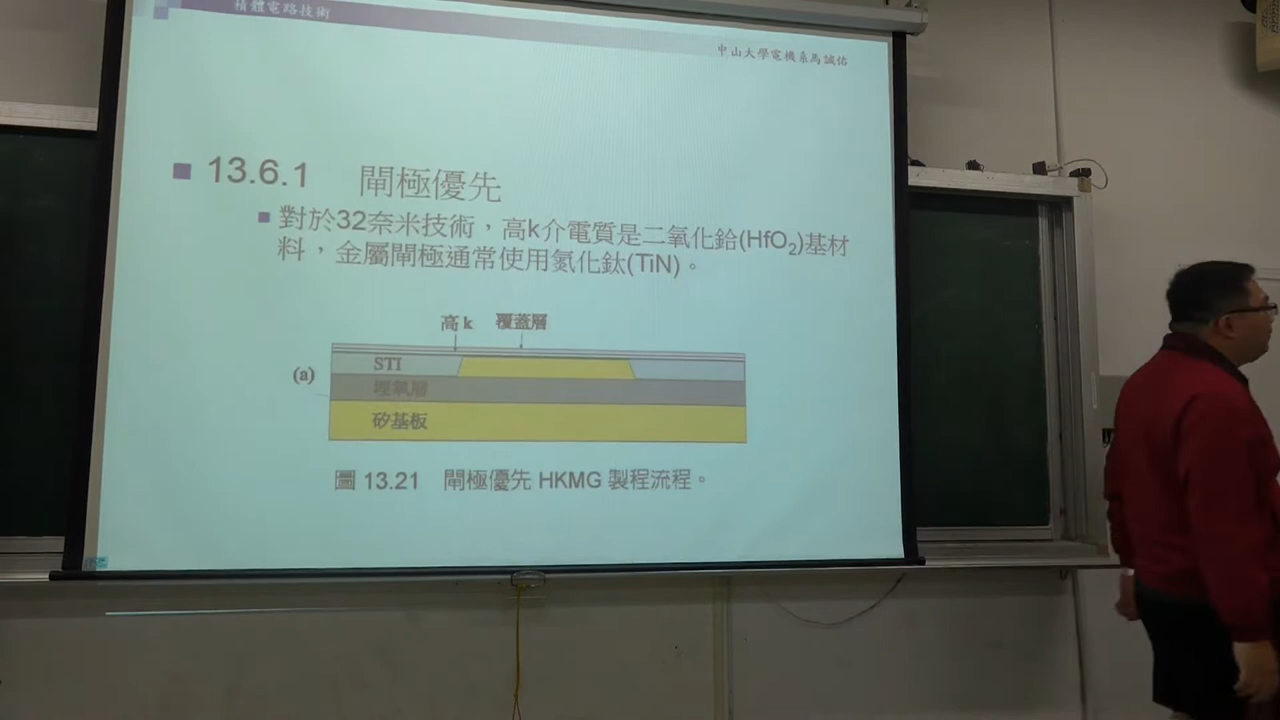 積體電路技術
中山大學電機系馬誠佑
13.6.1 閘極優先
對於32奈米技術，高k介電質是二氧化鉿(HfO2)基材
料，金屬閘極通常使用氮化鈦(TiN)。
高 k 覆蓋層
STI
(a)
埋氧層
矽基板
圖 13.21 閘極優先 HKMG 製程流程。